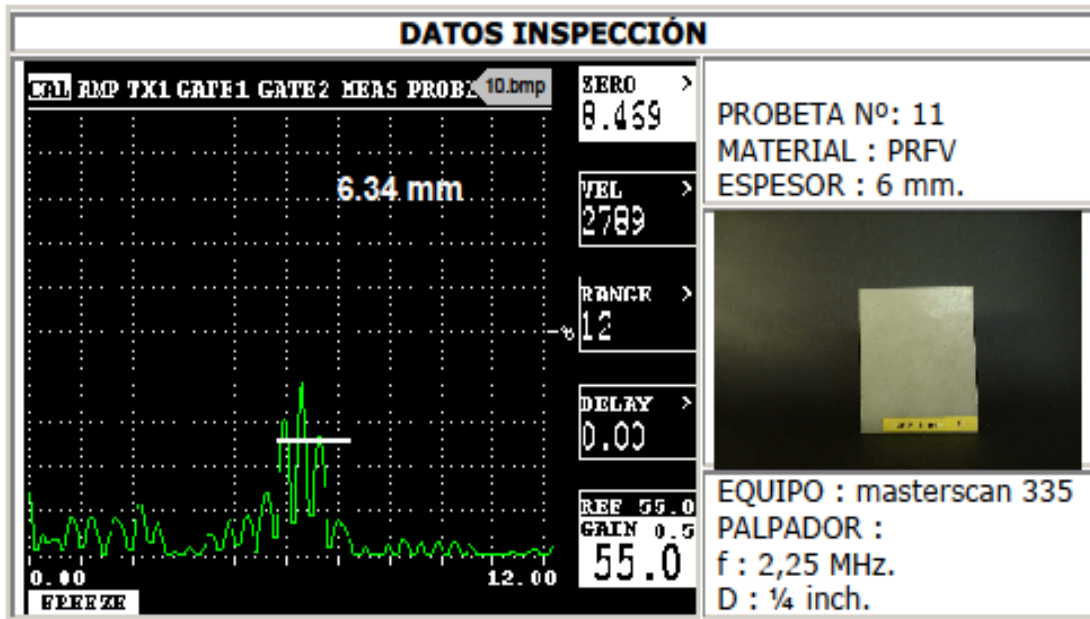 DATOS INSPECCIÓN
CAL AMP TX1 GATE1 GATE2 MEAS 10.bmp
6.34 mm
ZERO >
8.469
VEL >
2789
RANGE >
12
%
DELAY >
0.00
REF 55.0
GAIN 0.5
55.0
0.00 12.00
FREEZE
PROBETA Nº: 11
MATERIAL : PRFV
ESPESOR : 6 mm.
EQUIPO : masterscan 335
PALPADOR :
f : 2,25 MHz.
D : ¼ inch.